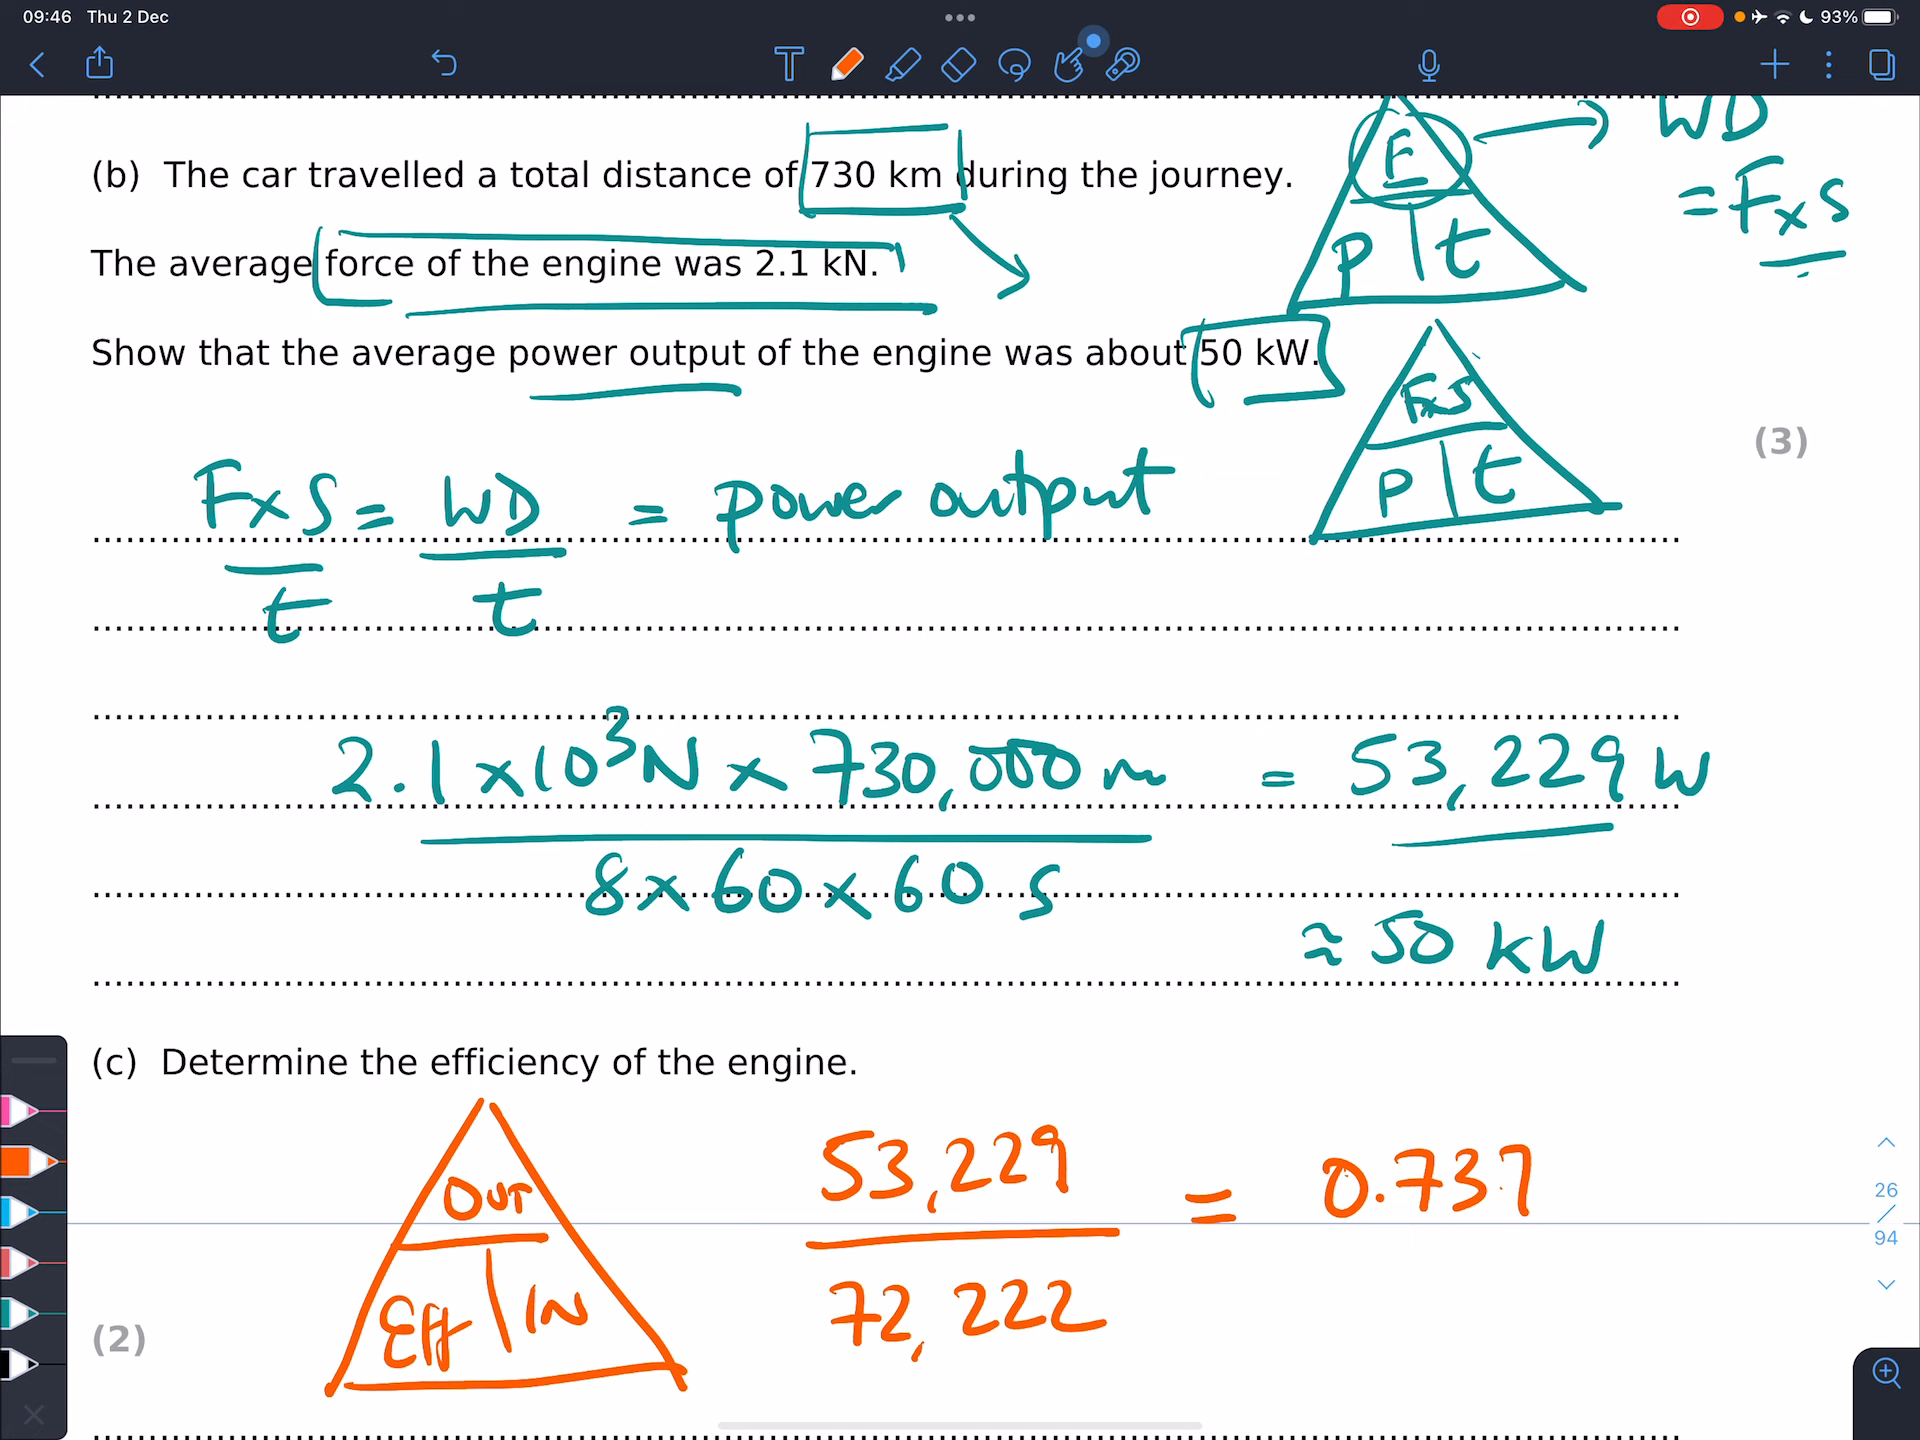 09:46 Thu 2 Dec
93%
WD
(b) The car travelled a total distance of 730 km during the journey.
E
= F x s
P t
The average force of the engine was 2.1 kN.
Show that the average power output of the engine was about 50 kW.
FxS
P t
(3)
F x S = WD = power output
t t
2.1 x 10³ N x 730,000 m = 53,229 W
8 x 60 x 60 s
≈ 50 kW
(c) Determine the efficiency of the engine.
OUT
Eff IN
53,229 = 0.737
72,222
26
/
94
(2)